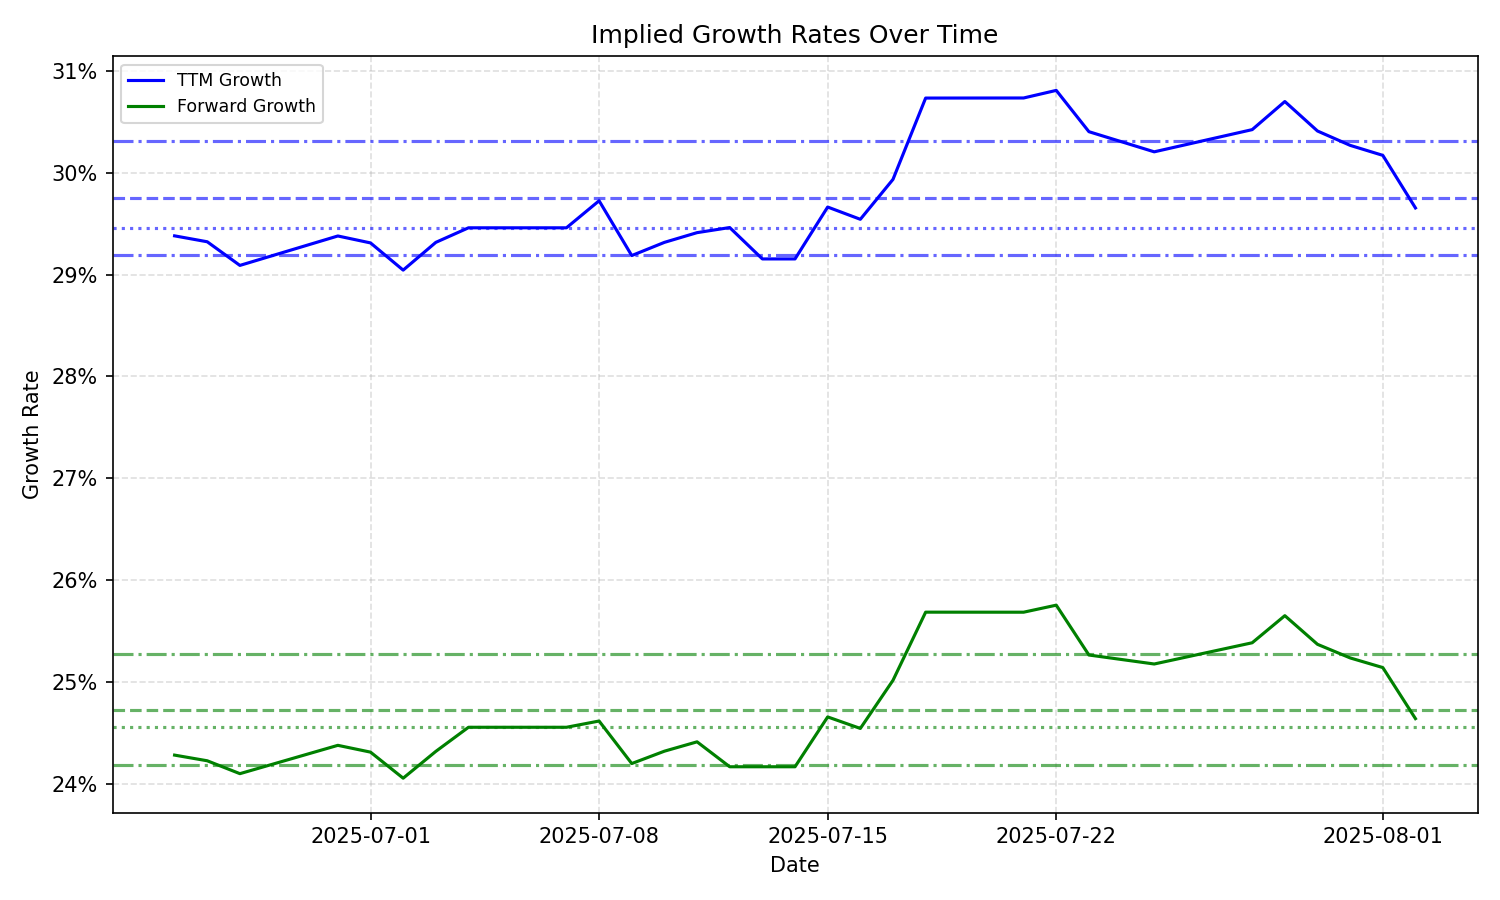 Implied Growth Rates Over Time
TTM Growth
Forward Growth
31%
30%
29%
28%
27%
26%
25%
24%
Growth Rate
2025-07-01
2025-07-08
2025-07-15
2025-07-22
2025-08-01
Date